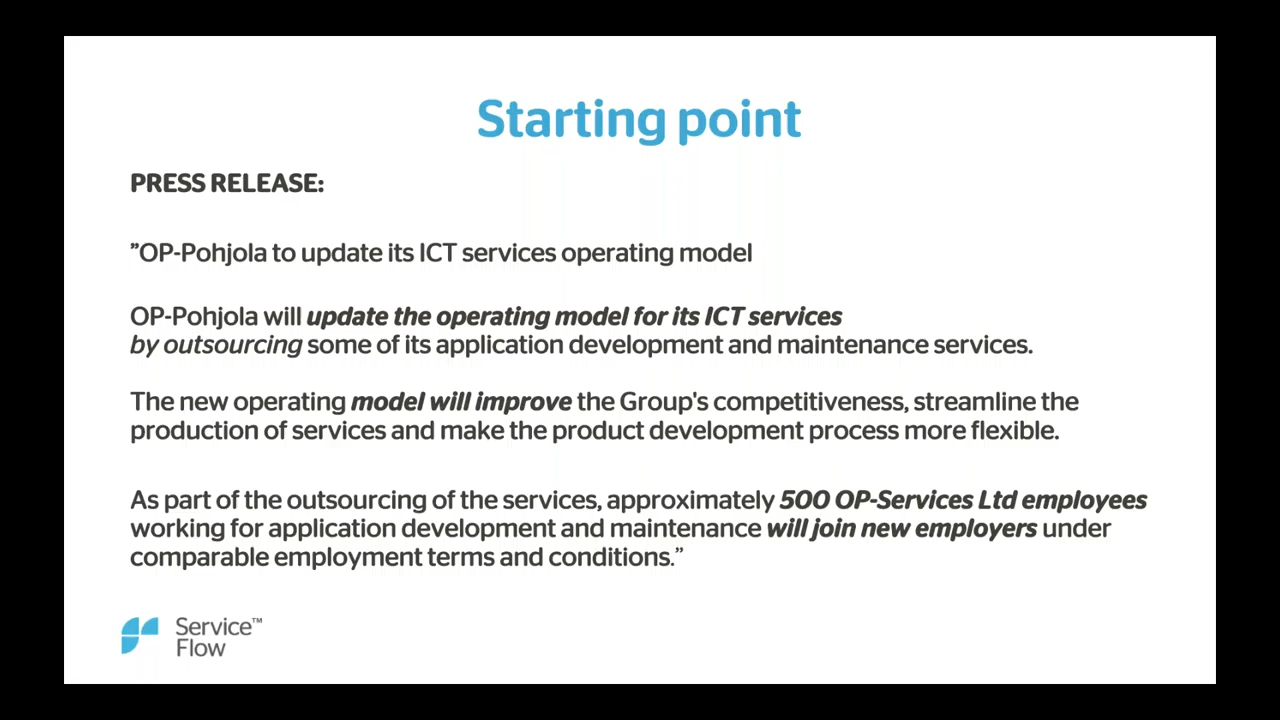 Starting point
PRESS RELEASE:
”OP-Pohjola to update its ICT services operating model
OP-Pohjola will update the operating model for its ICT services
by outsourcing some of its application development and maintenance services.
The new operating model will improve the Group's competitiveness, streamline the
production of services and make the product development process more flexible.
As part of the outsourcing of the services, approximately 500 OP-Services Ltd employees
working for application development and maintenance will join new employers under
comparable employment terms and conditions.”
Service™
Flow